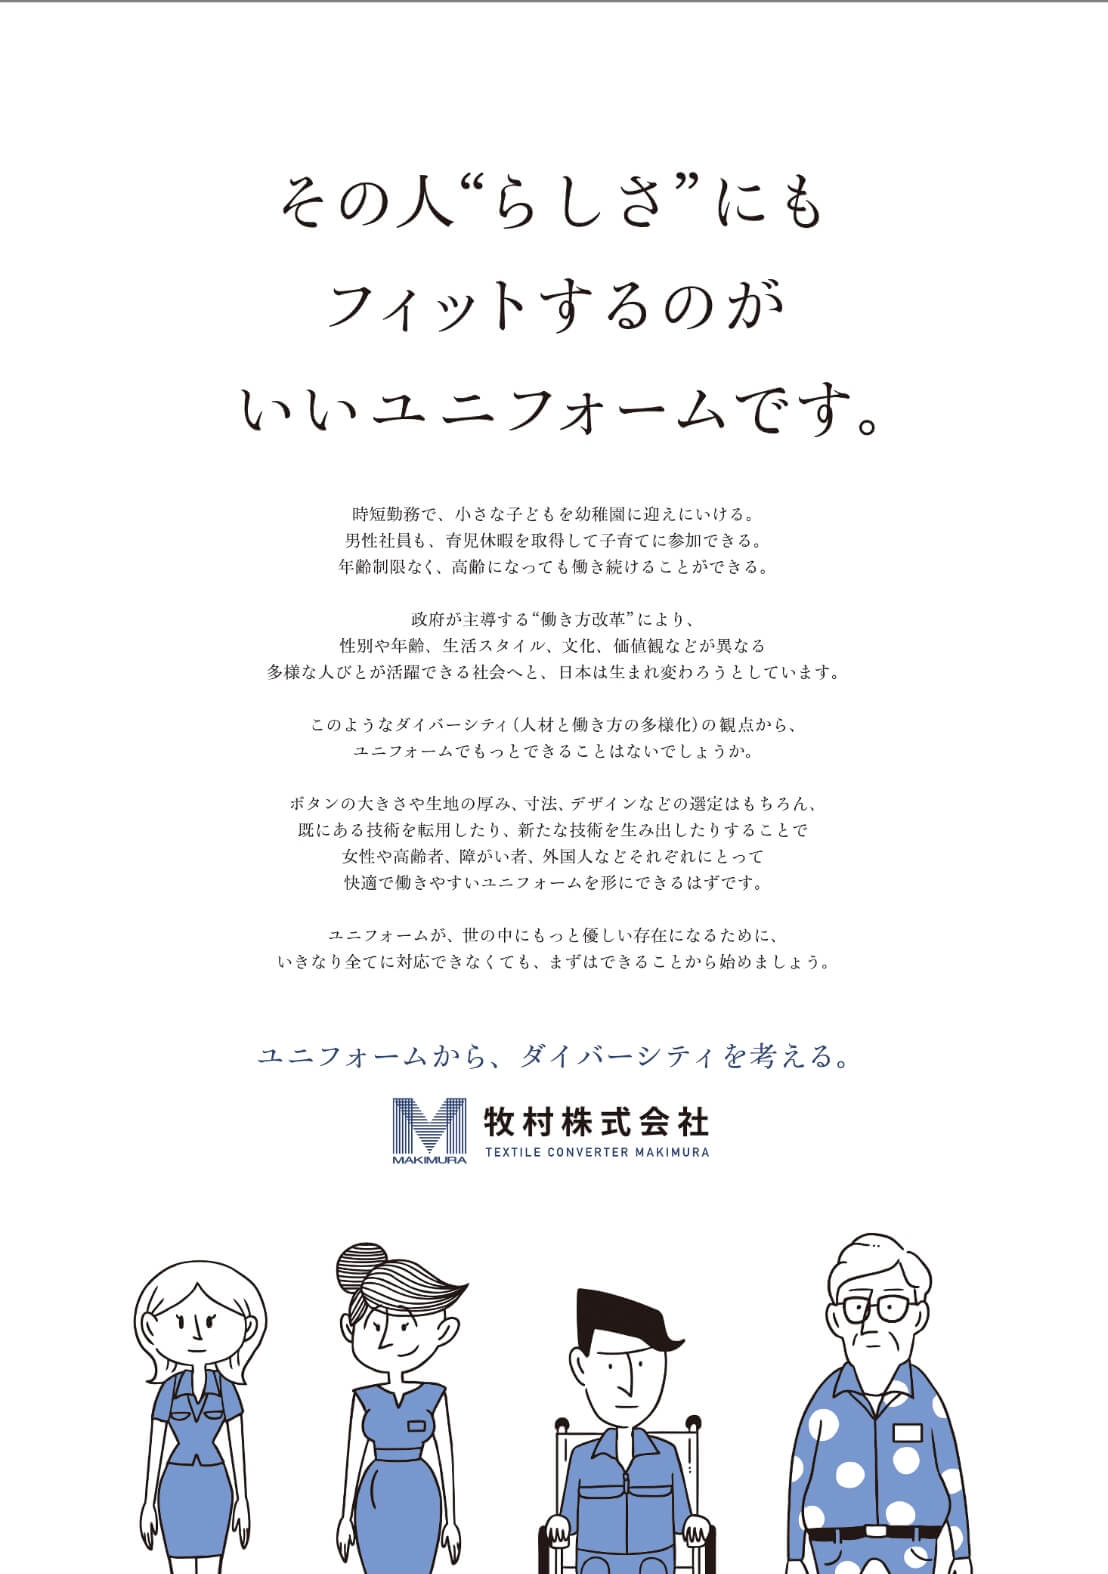 その人“らしさ”にも
フィットするのが
いいユニフォームです。
時短勤務で、小さな子どもを幼稚園に迎えにいける。
男性社員も、育児休暇を取得して子育てに参加できる。
年齢制限なく、高齢になっても働き続けることができる。
政府が主導する“働き方改革”により、
性別や年齢、生活スタイル、文化、価値観などが異なる
多様な人びとが活躍できる社会へと、日本は生まれ変わろうとしています。
このようなダイバーシティ（人材と働き方の多様化）の観点から、
ユニフォームでもっとできることはないでしょうか。
ボタンの大きさや生地の厚み、寸法、デザインなどの選定はもちろん、
既にある技術を転用したり、新たな技術を生み出したりすることで
女性や高齢者、障がい者、外国人などそれぞれにとって
快適で働きやすいユニフォームを形にできるはずです。
ユニフォームが、世の中にもっと優しい存在になるために、
いきなり全てに対応できなくても、まずはできることから始めましょう。
ユニフォームから、ダイバーシティを考える。
MAKIMURA
牧村株式会社
TEXTILE CONVERTER MAKIMURA